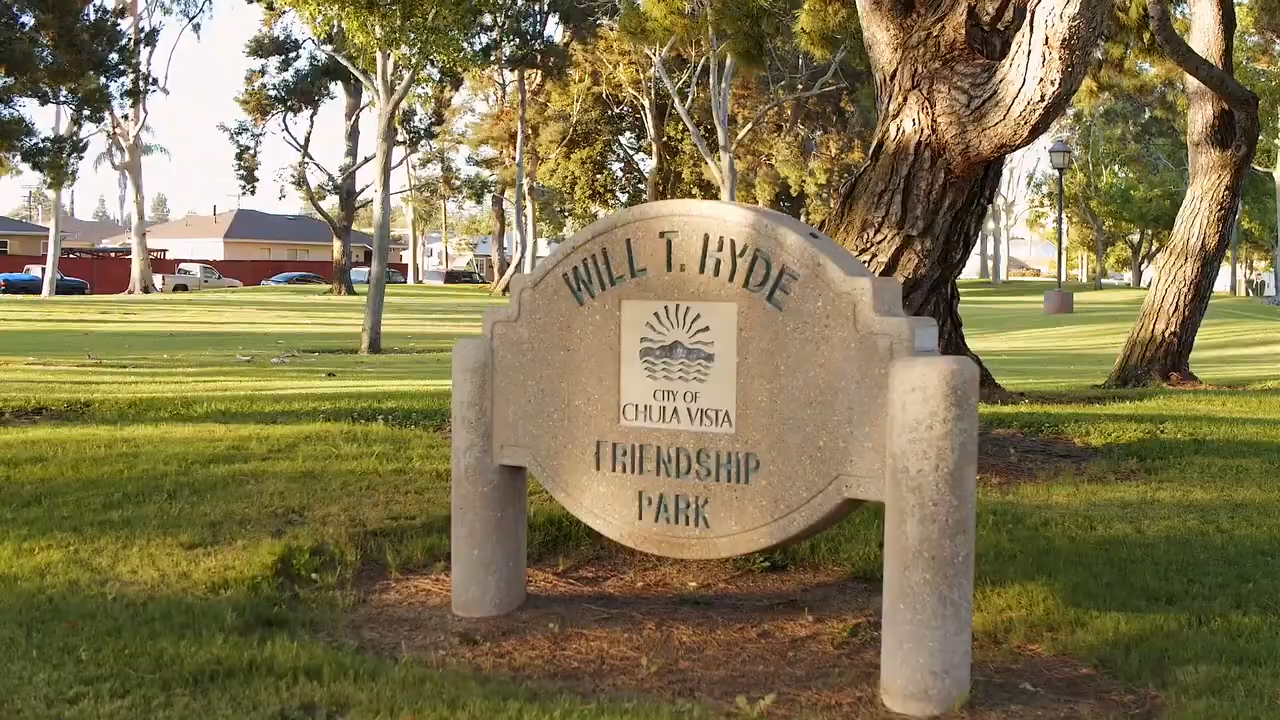 WILL T. HYDE
CITY OF
CHULA VISTA
FRIENDSHIP
PARK